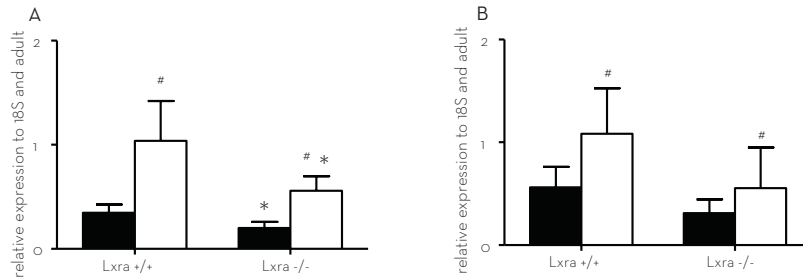 A
relative expression to 18S and adult
2
1
0
#
*
# *
Lxra +/+
Lxra -/-
B
relative expression to 18S and adult
2
1
0
#
#
Lxra +/+
Lxra -/-